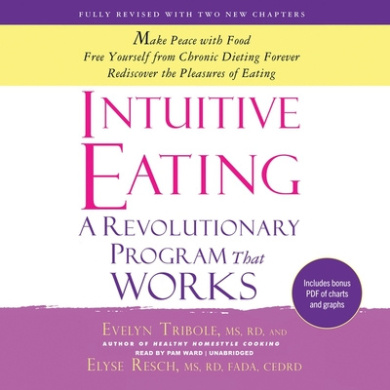 FULLY REVISED WITH TWO NEW CHAPTERS
Make Peace with Food
Free Yourself from Chronic Dieting Forever
Rediscover the Pleasures of Eating
INTUITIVE
EATING
A REVOLUTIONARY
PROGRAM That
WORKS
Includes bonus
PDF of charts
and graphs
EVELYN TRIBOLE, MS, RD, AND
AUTHOR OF HEALTHY HOMESTYLE COOKING
READ BY PAM WARD | UNABRIDGED
ELYSE RESCH, MS, RD, FADA, CEDRD